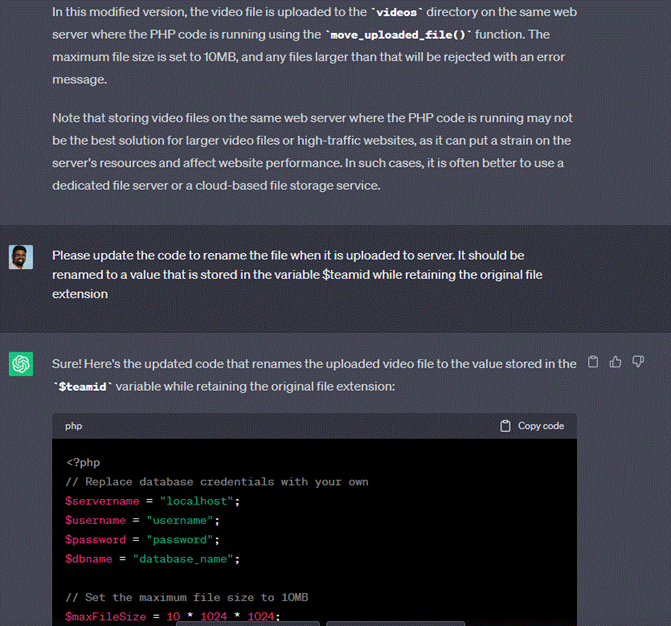 In this modified version, the video file is uploaded to the `videos` directory on the same web
server where the PHP code is running using the `move_uploaded_file()` function. The
maximum file size is set to 10MB, and any files larger than that will be rejected with an error
message.
Note that storing video files on the same web server where the PHP code is running may not
be the best solution for larger video files or high-traffic websites, as it can put a strain on the
server's resources and affect website performance. In such cases, it is often better to use a
dedicated file server or a cloud-based file storage service.
Please update the code to rename the file when it is uploaded to server. It should be
renamed to a value that is stored in the variable $teamid while retaining the original file
extension
Sure! Here's the updated code that renames the uploaded video file to the value stored in the
`$teamid` variable while retaining the original file extension:
php
Copy code
<?php
// Replace database credentials with your own
$servername = "localhost";
$username = "username";
$password = "password";
$dbname = "database_name";
// Set the maximum file size to 10MB
$maxFileSize = 10 * 1024 * 1024;